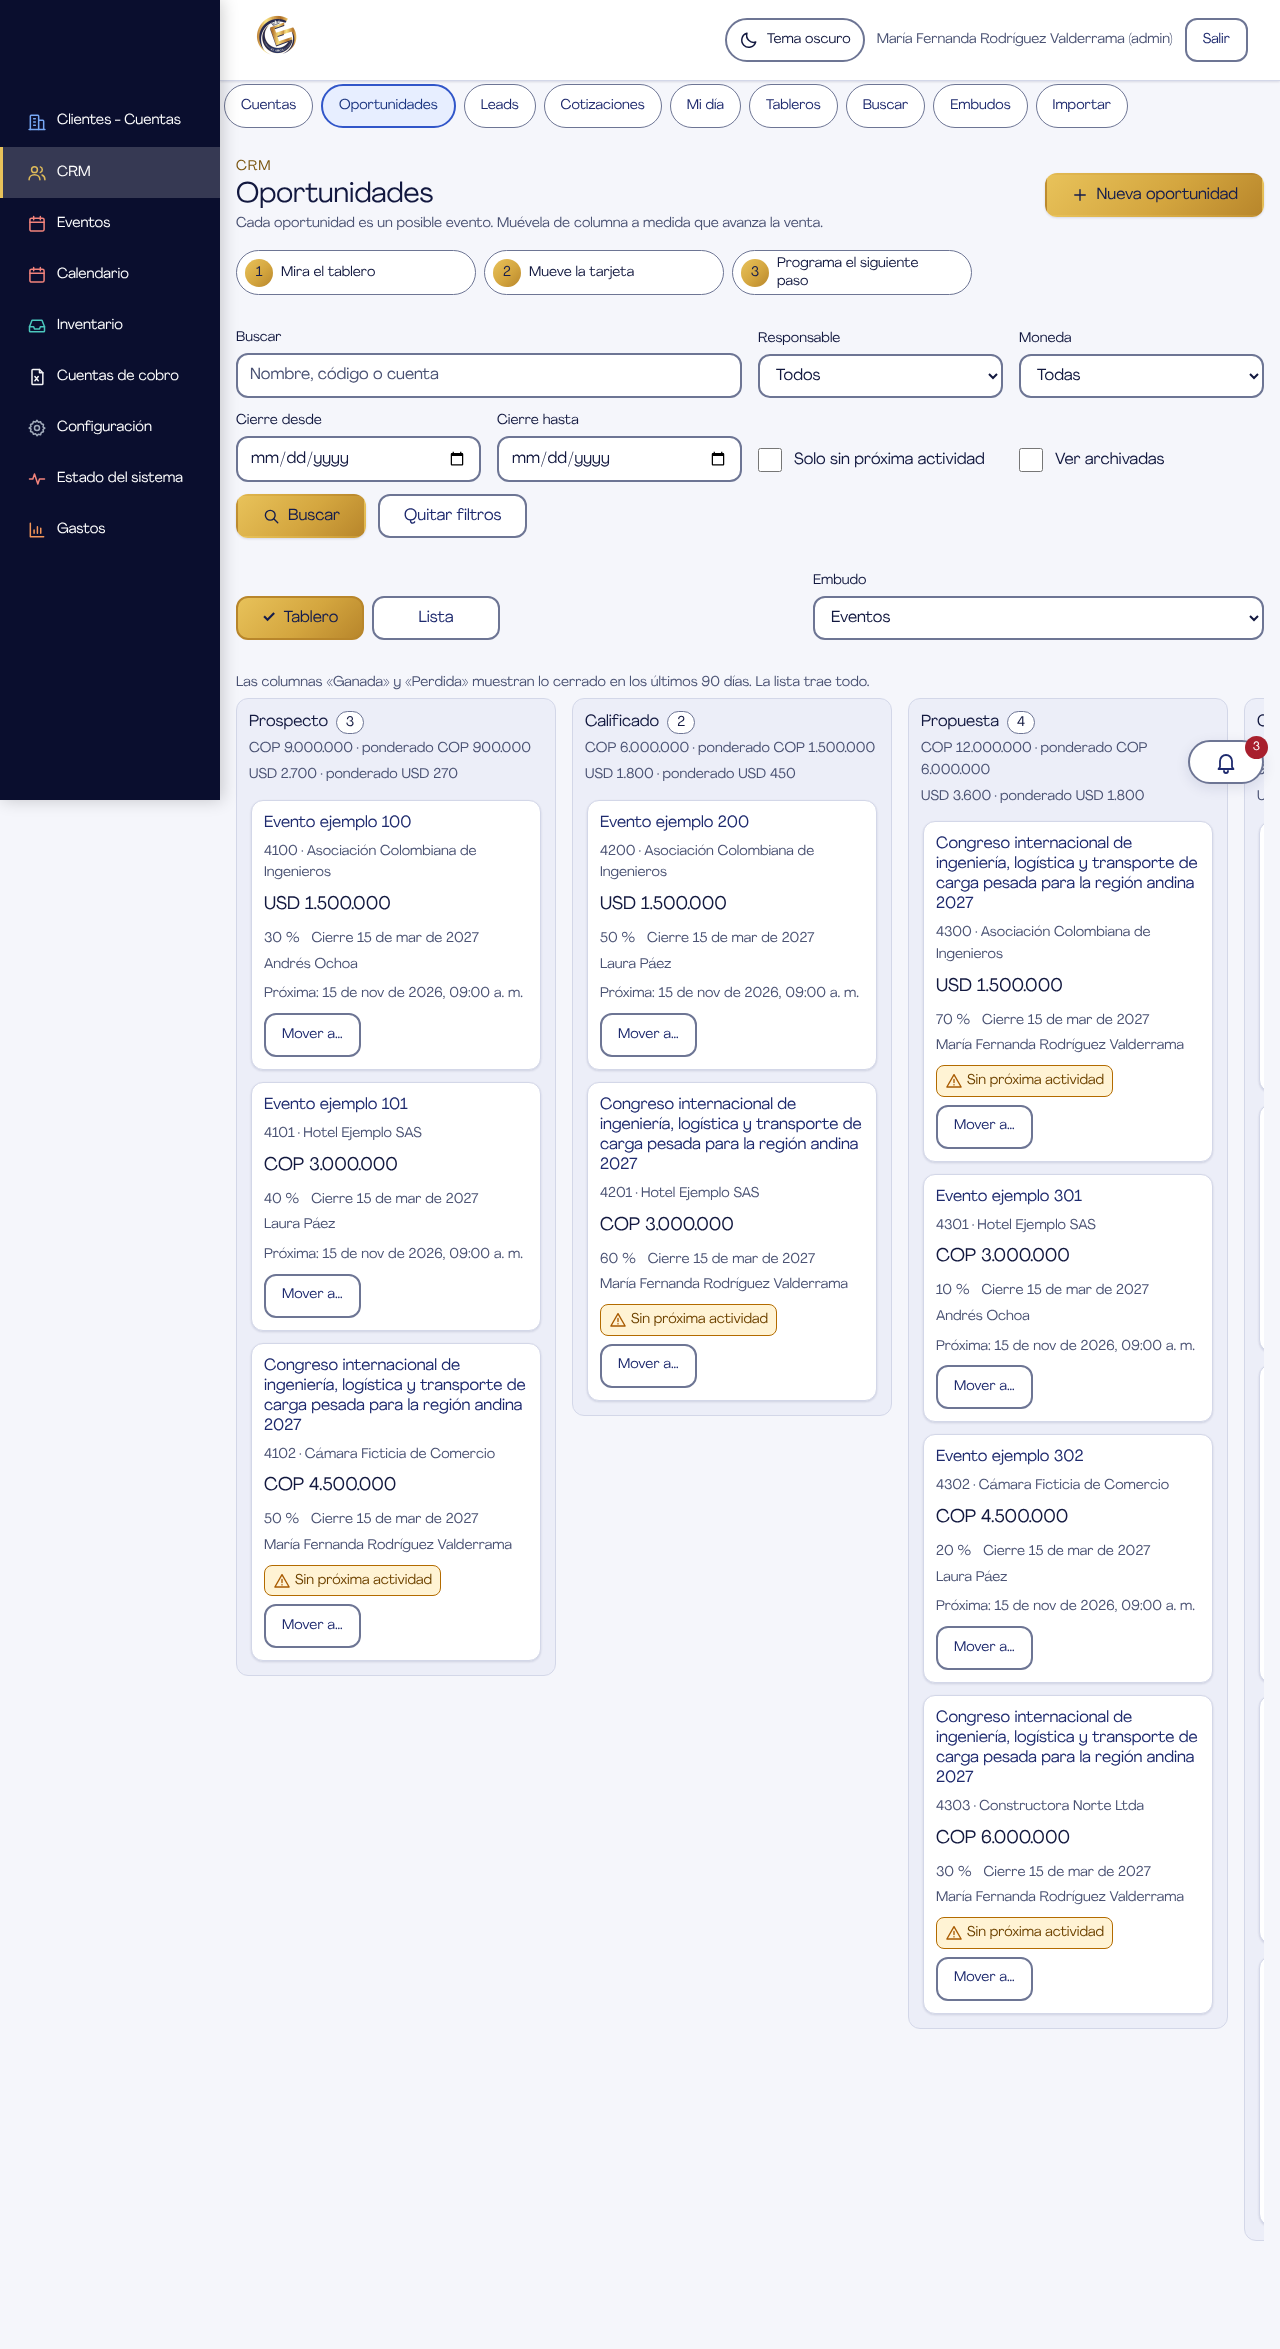 Tema oscuro
María Fernanda Rodríguez Valderrama (admin)
Salir
Clientes - Cuentas
CRM
Eventos
Calendario
Inventario
Cuentas de cobro
Configuración
Estado del sistema
Gastos
Cuentas
Oportunidades
Leads
Cotizaciones
Mi día
Tableros
Buscar
Embudos
Importar
CRM
Oportunidades
Cada oportunidad es un posible evento. Muévela de columna a medida que avanza la venta.
+ Nueva oportunidad
1 Mira el tablero
2 Mueve la tarjeta
3 Programa el siguiente
paso
Buscar
Nombre, código o cuenta
Responsable
Todos
Moneda
Todas
Cierre desde
mm/dd/yyyy
Cierre hasta
mm/dd/yyyy
Solo sin próxima actividad
Ver archivadas
Buscar
Quitar filtros
Tablero
Lista
Embudo
Eventos
Las columnas «Ganada» y «Perdida» muestran lo cerrado en los últimos 90 días. La lista trae todo.
Prospecto 3
COP 9.000.000 · ponderado COP 900.000
USD 2.700 · ponderado USD 270
Evento ejemplo 100
4100 · Asociación Colombiana de
Ingenieros
USD 1.500.000
30 % Cierre 15 de mar de 2027
Andrés Ochoa
Próxima: 15 de nov de 2026, 09:00 a. m.
Mover a...
Evento ejemplo 101
4101 · Hotel Ejemplo SAS
COP 3.000.000
40 % Cierre 15 de mar de 2027
Laura Páez
Próxima: 15 de nov de 2026, 09:00 a. m.
Mover a...
Congreso internacional de
ingeniería, logística y transporte de
carga pesada para la región andina
2027
4102 · Cámara Ficticia de Comercio
COP 4.500.000
50 % Cierre 15 de mar de 2027
María Fernanda Rodríguez Valderrama
Sin próxima actividad
Mover a...
Calificado 2
COP 6.000.000 · ponderado COP 1.500.000
USD 1.800 · ponderado USD 450
Evento ejemplo 200
4200 · Asociación Colombiana de
Ingenieros
USD 1.500.000
50 % Cierre 15 de mar de 2027
Laura Páez
Próxima: 15 de nov de 2026, 09:00 a. m.
Mover a...
Congreso internacional de
ingeniería, logística y transporte de
carga pesada para la región andina
2027
4201 · Hotel Ejemplo SAS
COP 3.000.000
60 % Cierre 15 de mar de 2027
María Fernanda Rodríguez Valderrama
Sin próxima actividad
Mover a...
Propuesta 4
COP 12.000.000 · ponderado COP
6.000.000
USD 3.600 · ponderado USD 1.800
Congreso internacional de
ingeniería, logística y transporte de
carga pesada para la región andina
2027
4300 · Asociación Colombiana de
Ingenieros
USD 1.500.000
70 % Cierre 15 de mar de 2027
María Fernanda Rodríguez Valderrama
Sin próxima actividad
Mover a...
Evento ejemplo 301
4301 · Hotel Ejemplo SAS
COP 3.000.000
10 % Cierre 15 de mar de 2027
Andrés Ochoa
Próxima: 15 de nov de 2026, 09:00 a. m.
Mover a...
Evento ejemplo 302
4302 · Cámara Ficticia de Comercio
COP 4.500.000
20 % Cierre 15 de mar de 2027
Laura Páez
Próxima: 15 de nov de 2026, 09:00 a. m.
Mover a...
Congreso internacional de
ingeniería, logística y transporte de
carga pesada para la región andina
2027
4303 · Constructora Norte Ltda
COP 6.000.000
30 % Cierre 15 de mar de 2027
María Fernanda Rodríguez Valderrama
Sin próxima actividad
Mover a...
3